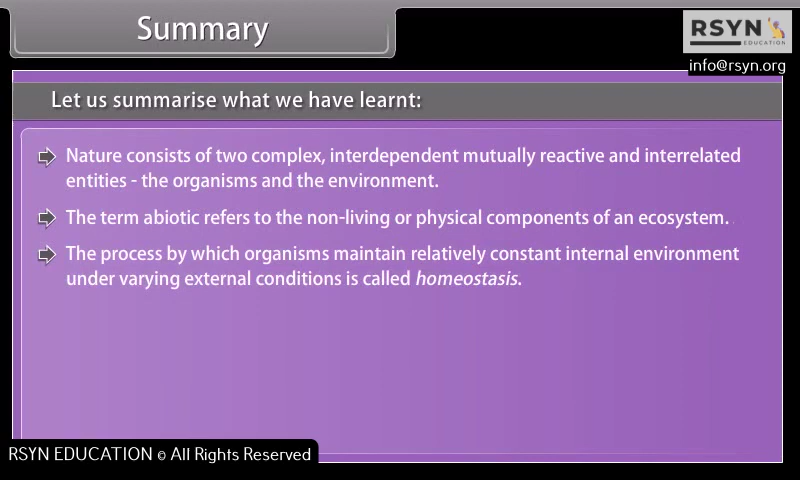 Summary
RSYN
EDUCATION
info@rsyn.org
Let us summarise what we have learnt:
Nature consists of two complex, interdependent mutually reactive and interrelated
entities - the organisms and the environment.
The term abiotic refers to the non-living or physical components of an ecosystem.
The process by which organisms maintain relatively constant internal environment
under varying external conditions is called homeostasis.
RSYN EDUCATION © All Rights Reserved